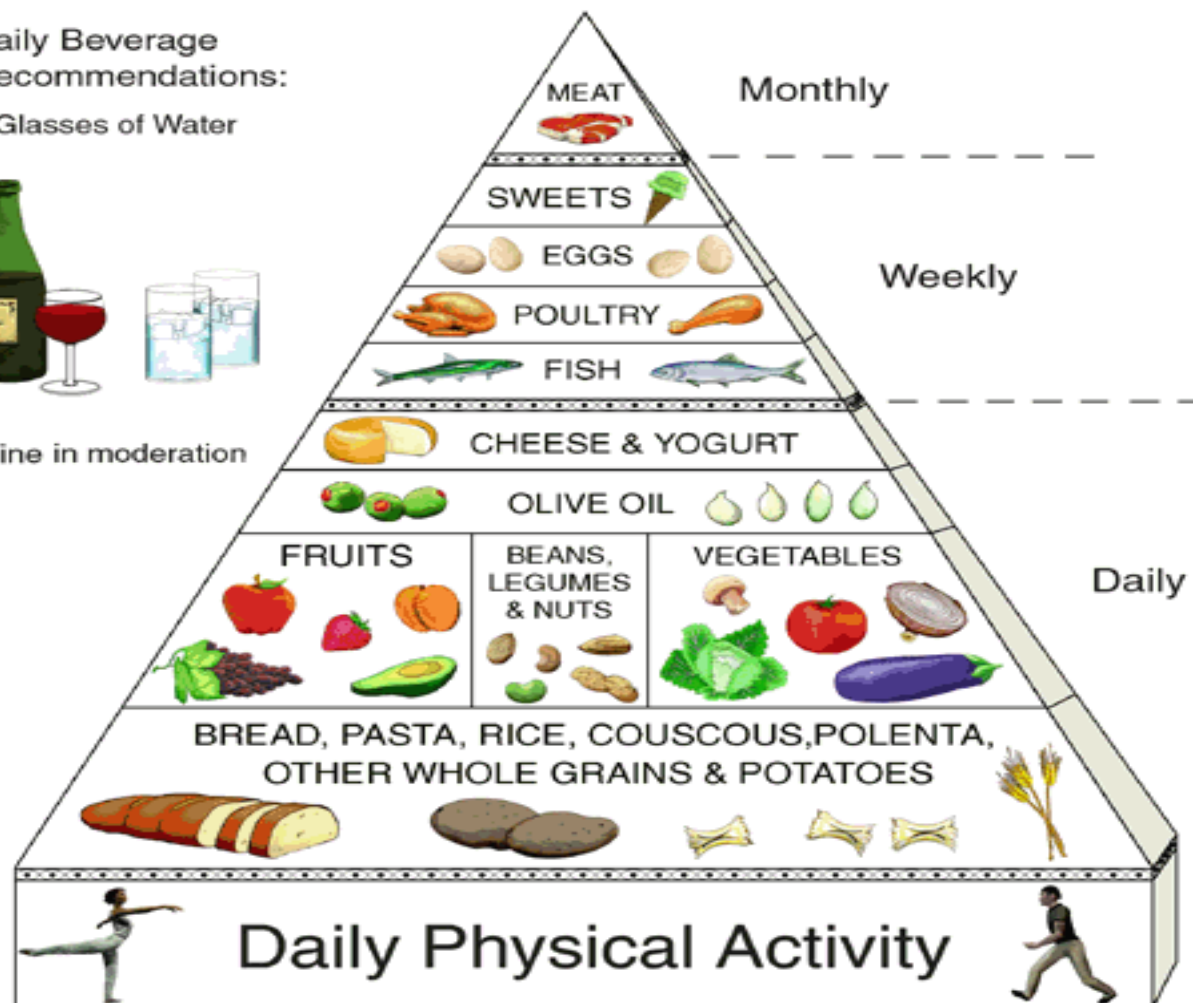 aily Beverage
ecommendations:
Glasses of Water
ine in moderation
MEAT
Monthly
SWEETS
EGGS
Weekly
POULTRY
FISH
CHEESE & YOGURT
OLIVE OIL
FRUITS
BEANS,
LEGUMES
& NUTS
VEGETABLES
Daily
BREAD, PASTA, RICE, COUSCOUS,POLENTA,
OTHER WHOLE GRAINS & POTATOES
Daily Physical Activity